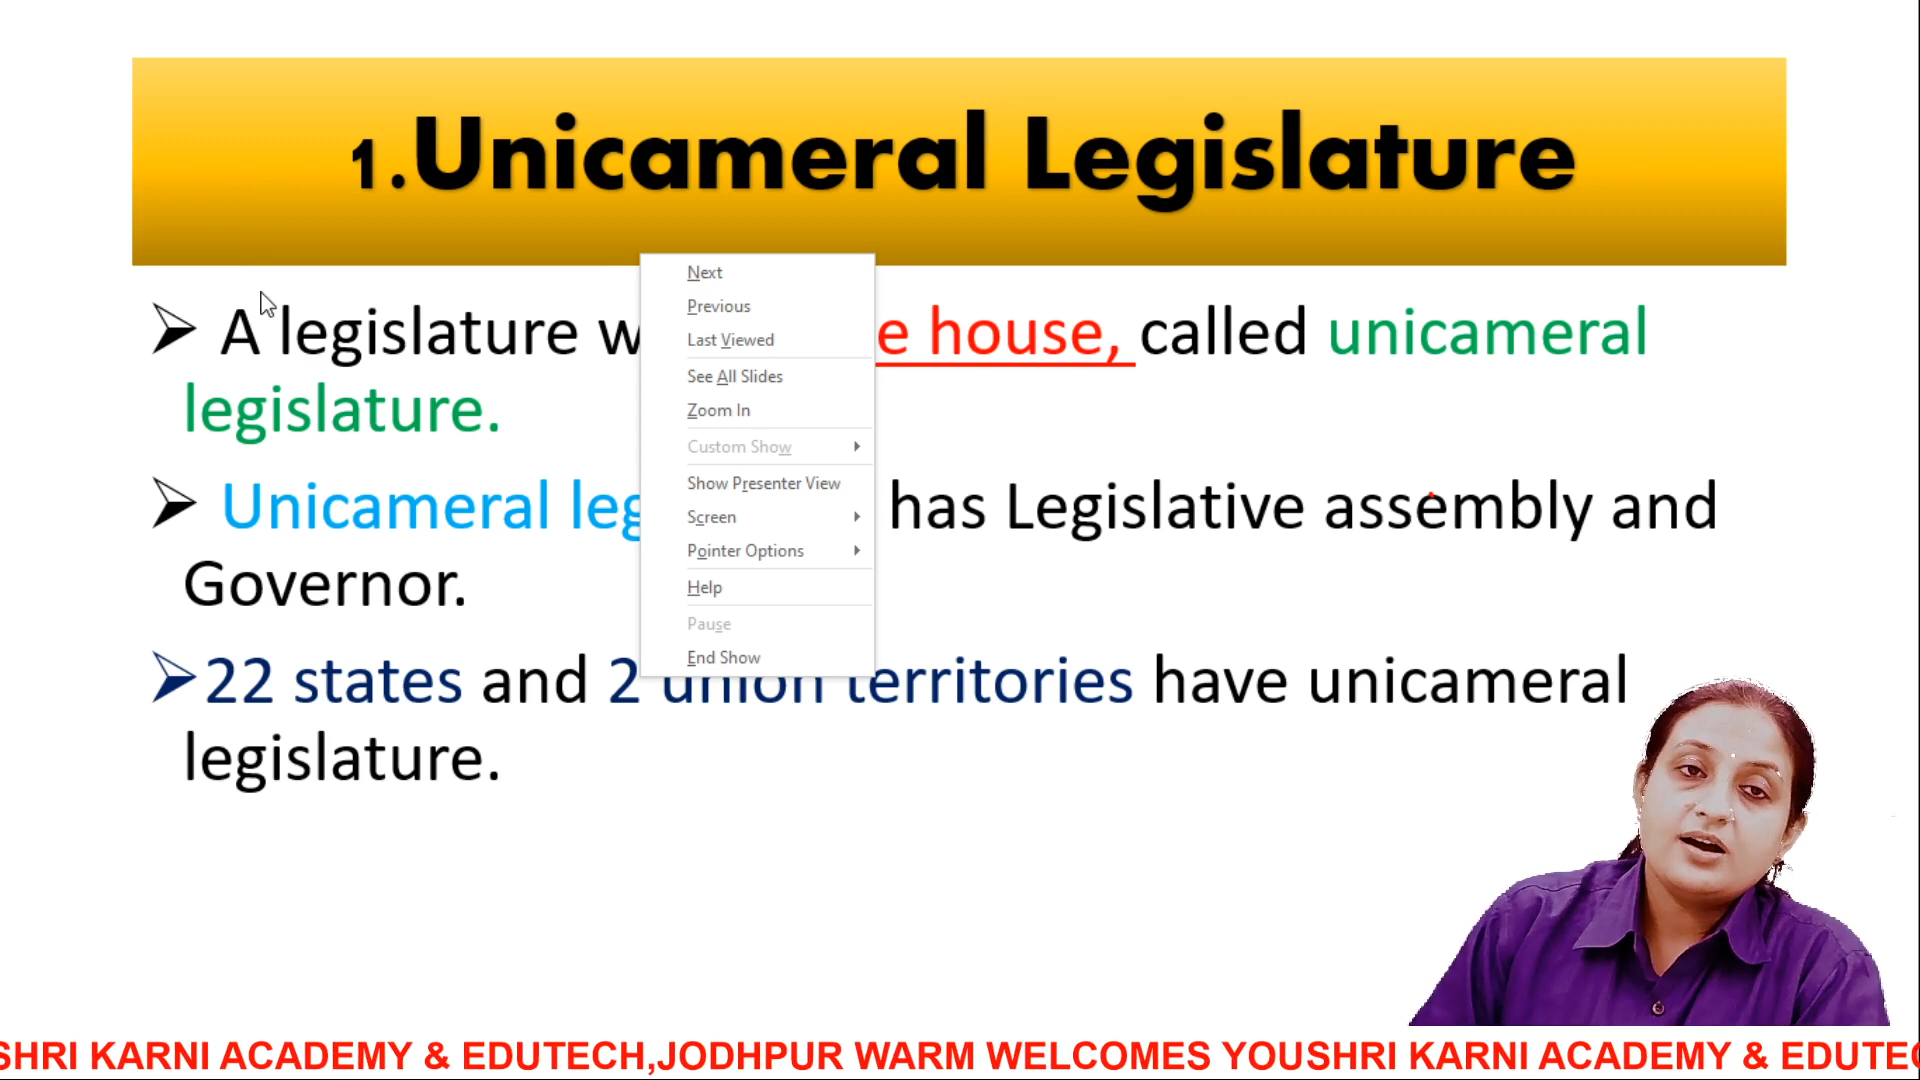 1.Unicameral Legislature
A legislature w e house, called unicameral
legislature.
Unicameral leg has Legislative assembly and
Governor.
22 states and 2 union territories have unicameral
legislature.
Next
Previous
Last Viewed
See All Slides
Zoom In
Custom Show
Show Presenter View
Screen
Pointer Options
Help
Pause
End Show
SHRI KARNI ACADEMY & EDUTECH,JODHPUR WARM WELCOMES YOUSHRI KARNI ACADEMY & EDUTEC